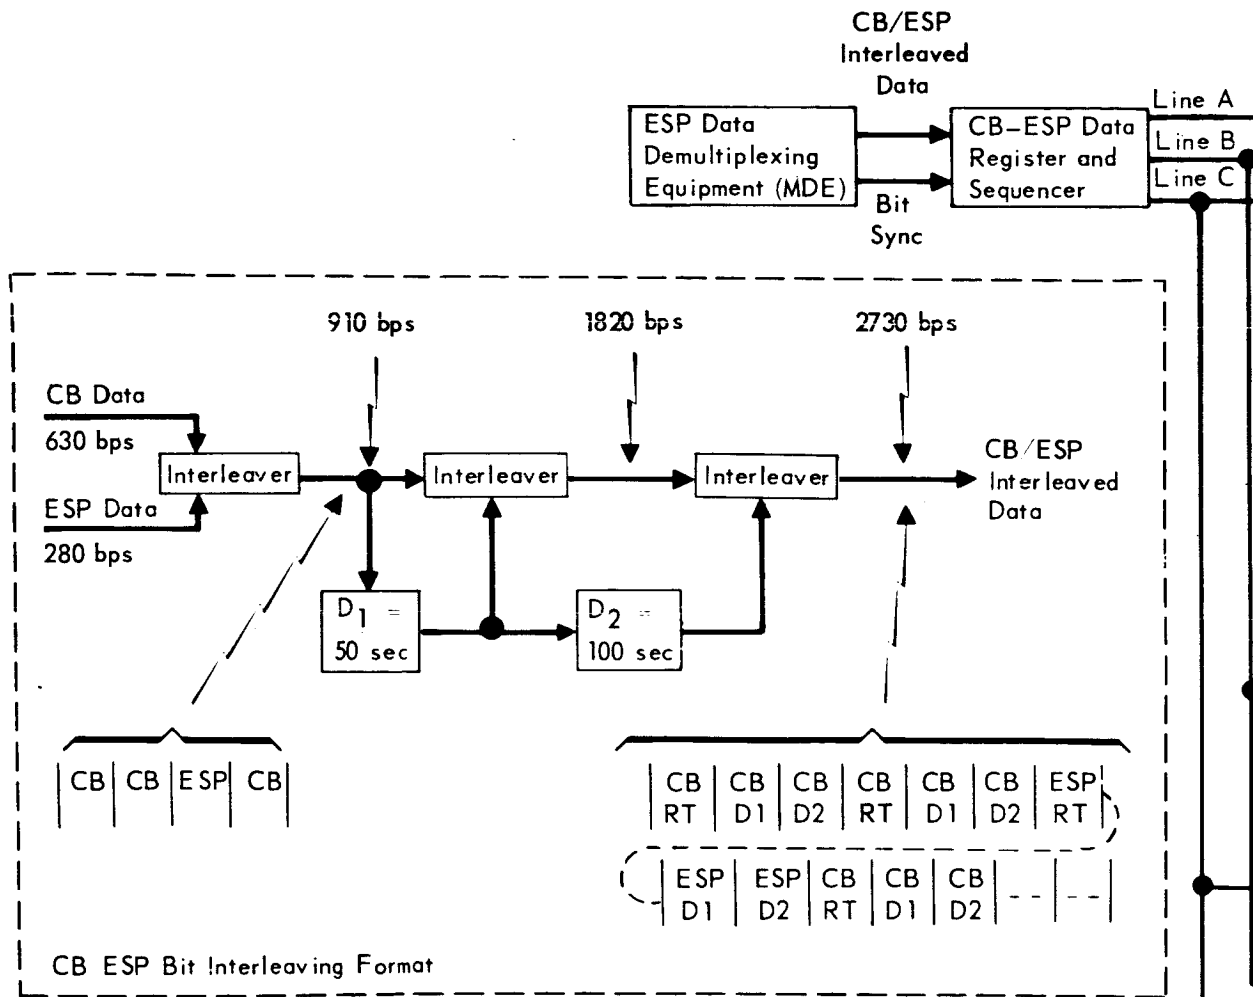 CB/ESP
Interleaved
Data
ESP Data
Demultiplexing
Equipment (MDE)
Bit
Sync
CB-ESP Data
Register and
Sequencer
Line A
Line B
Line C
910 bps
1820 bps
2730 bps
CB Data
630 bps
ESP Data
280 bps
Interleaver
Interleaver
Interleaver
CB/ESP
Interleaved
Data
D1 =
50 sec
D2 =
100 sec
CB CB ESP CB
CB CB CB CB CB CB ESP
RT D1 D2 RT D1 D2 RT
ESP ESP CB CB CB
D1 D2 RT D1 D2 -- --
CB ESP Bit Interleaving Format